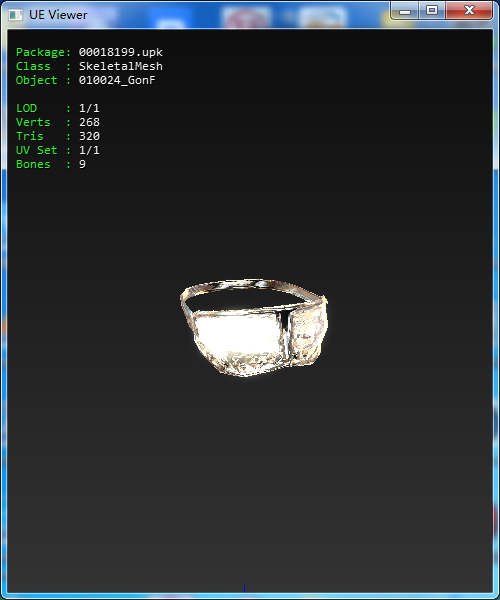 UE Viewer
Package: 00018199.upk
Class : SkeletalMesh
Object : 010024_GonF
LOD : 1/1
Verts : 268
Tris : 320
UV Set : 1/1
Bones : 9